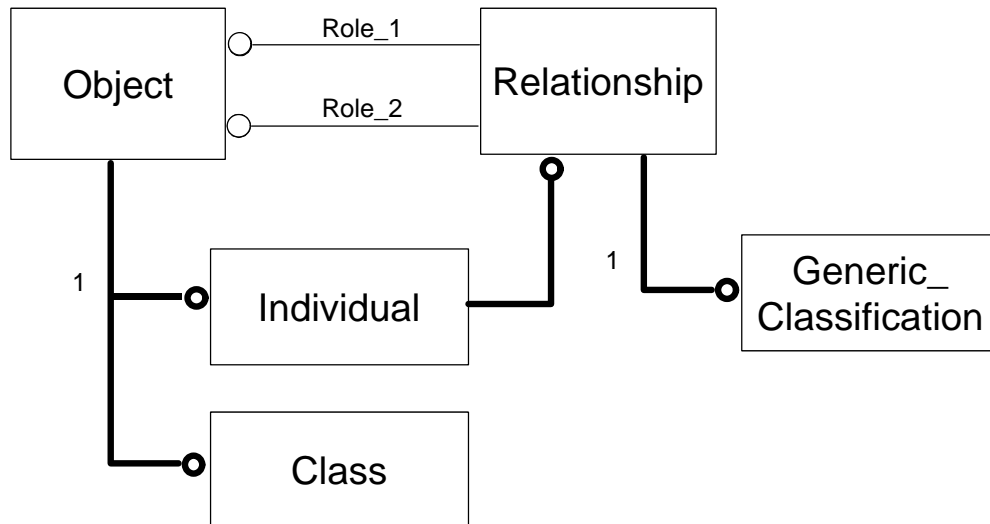 Role_1
Object
Relationship
Role_2
1
1
Individual
Generic_
Classification
Class